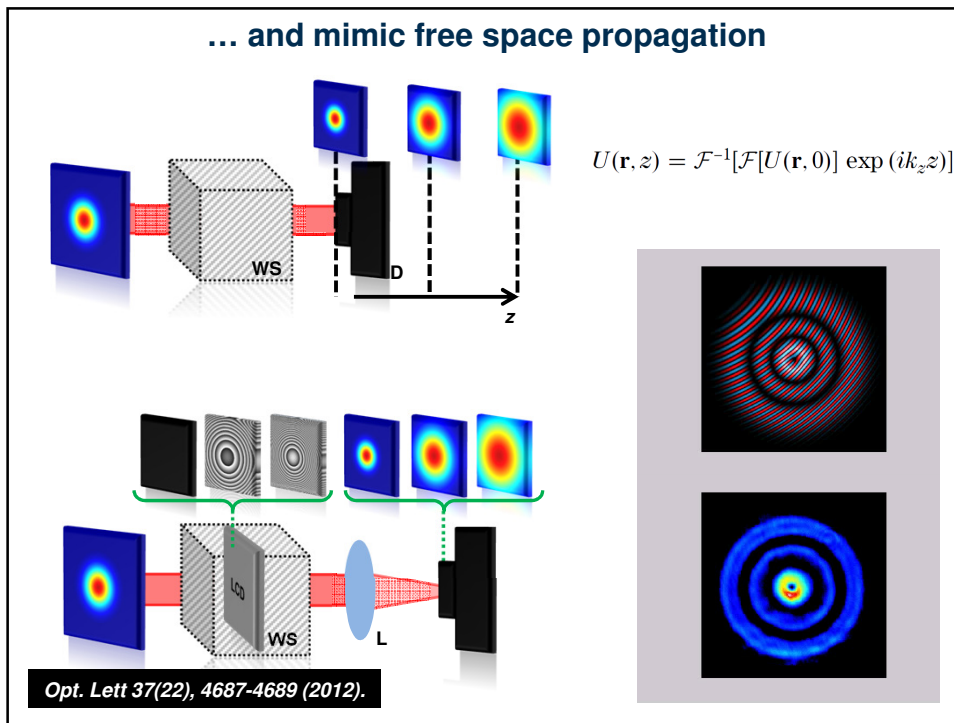 ... and mimic free space propagation
U(r, z) = F⁻¹[F[U(r, 0)] exp (ik_z z)]
WS
D
z
LCD
WS
L
Opt. Lett 37(22), 4687-4689 (2012).